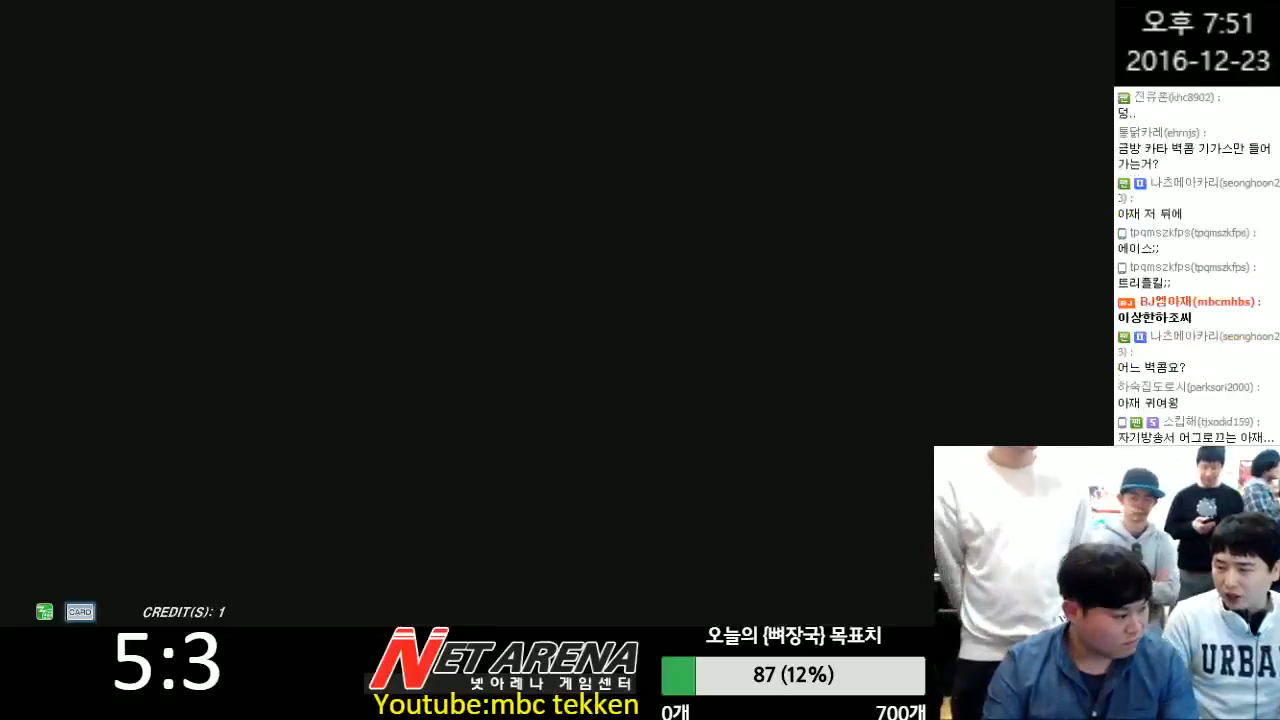 오후 7:51
2016-12-23
진류혼(khc8902) :
덩..
통닭카레(ehmjs) :
금방 카타 벽콤 기가스만 들어
가는거?
나츠메아카리(seonghoon2
3) :
아재 저 뒤에
tpqmszkfps(tpqmszkfps) :
에이스;;
tpqmszkfps(tpqmszkfps) :
트리플킬;;
BJ엠아재(mbcmhbs) :
이상한하조씨
나츠메아카리(seonghoon2
3) :
어느 벽콤요?
하숙집도로시(parksori2000) :
아재 귀여웡
스킵해(tjxodid159) :
자기방송서 어그로끄는 아재...
CARD
CREDIT(S): 1
5:3
NET ARENA
넷아레나 게임센터
Youtube:mbc tekken
오늘의 {뼈장국} 목표치
87 (12%)
0개
700개
URBA